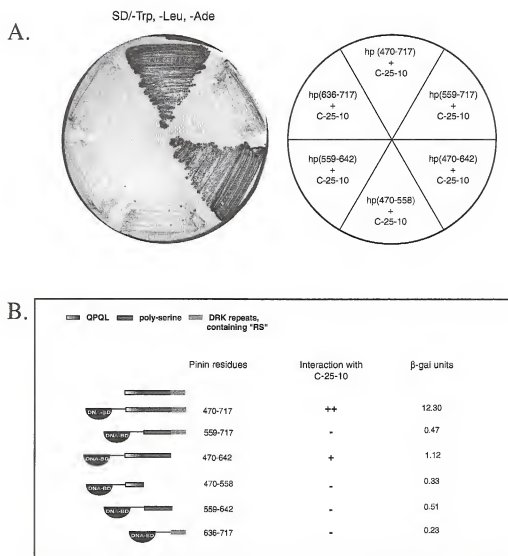 SD/-Trp, -Leu, -Ade
A.
hp (470-717)
+
C-25-10
hp(636-717)
+
C-25-10
hp(559-717)
+
C-25-10
hp(559-642)
+
C-25-10
hp(470-642)
+
C-25-10
hp(470-558)
+
C-25-10
B.
QPQL poly-serine DRK repeats,
containing "RS"
Pinin residues Interaction with β-gal units
C-25-10
DNA-BD 470-717 ++ 12.30
DNA-BD 559-717 - 0.47
DNA-BD 470-642 + 1.12
DNA-BD 470-558 - 0.33
DNA-BD 559-642 - 0.51
DNA-BD 636-717 - 0.23